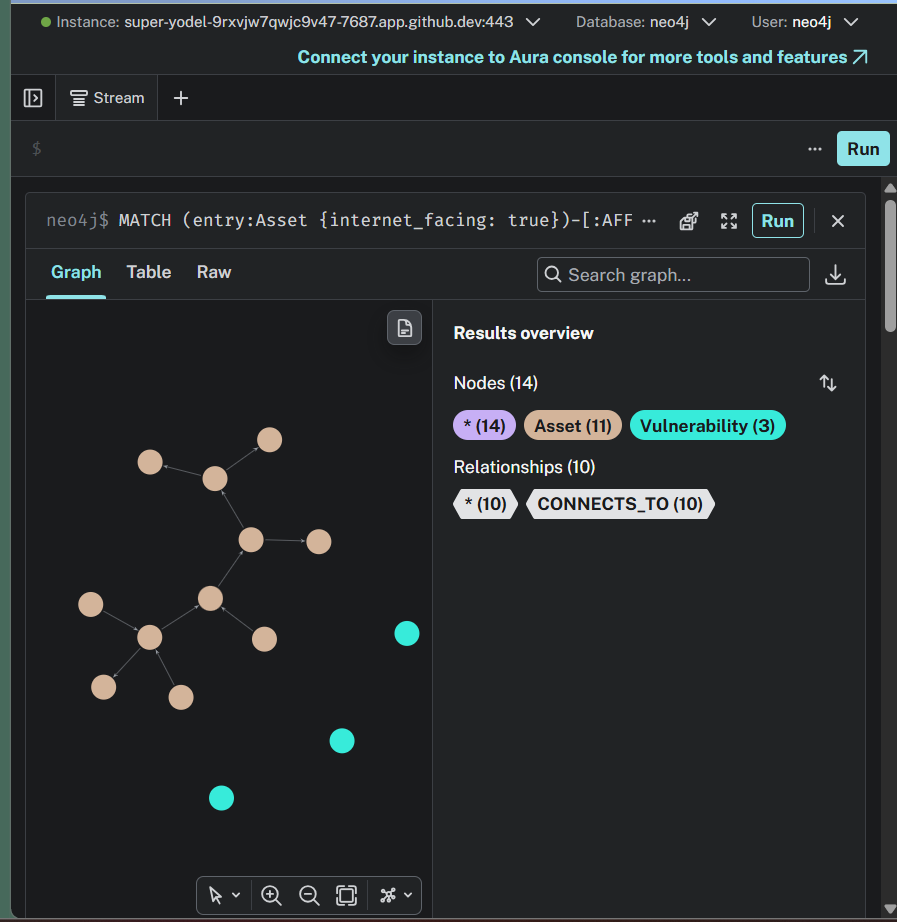 Instance: super-yodel-9rxvjw7qwjc9v47-7687.app.github.dev:443 Database: neo4j User: neo4j
Connect your instance to Aura console for more tools and features
Stream
$ ··· Run
neo4j$ MATCH (entry:Asset {internet_facing: true})-[:AFF ··· Run
Graph Table Raw Search graph...
Results overview
Nodes (14)
* (14) Asset (11) Vulnerability (3)
Relationships (10)
* (10) CONNECTS_TO (10)